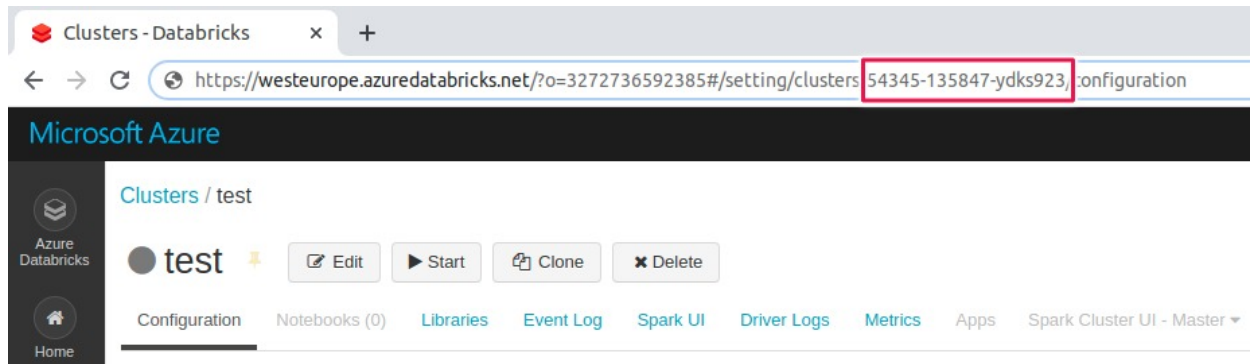 Clusters - Databricks
https://westeurope.azuredatabricks.net/?o=3272736592385#/setting/clusters 54345-135847-ydks923/configuration
Microsoft Azure
Clusters / test
Azure
Databricks
test Edit Start Clone Delete
Home
Configuration Notebooks (0) Libraries Event Log Spark UI Driver Logs Metrics Apps Spark Cluster UI - Master